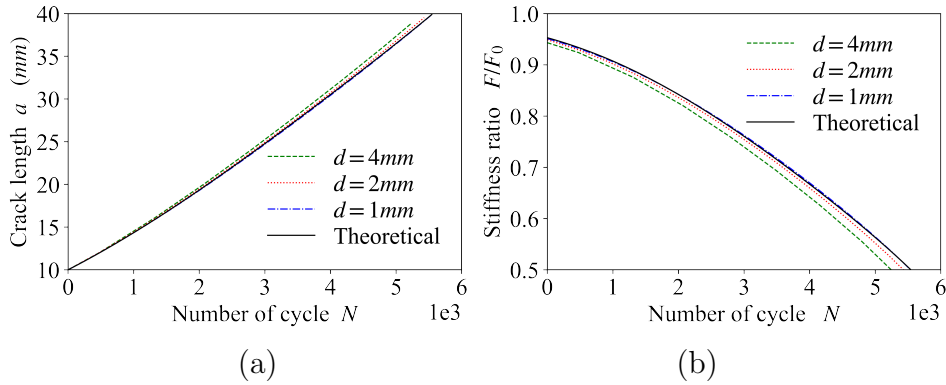 Crack length a (mm)
40
35
30
25
20
15
10
0 1 2 3 4 5 6
1e3
Number of cycle N
d = 4mm
d = 2mm
d = 1mm
Theoretical
(a)
Stiffness ratio F/F0
1.0
0.9
0.8
0.7
0.6
0.5
0 1 2 3 4 5 6
1e3
Number of cycle N
d = 4mm
d = 2mm
d = 1mm
Theoretical
(b)